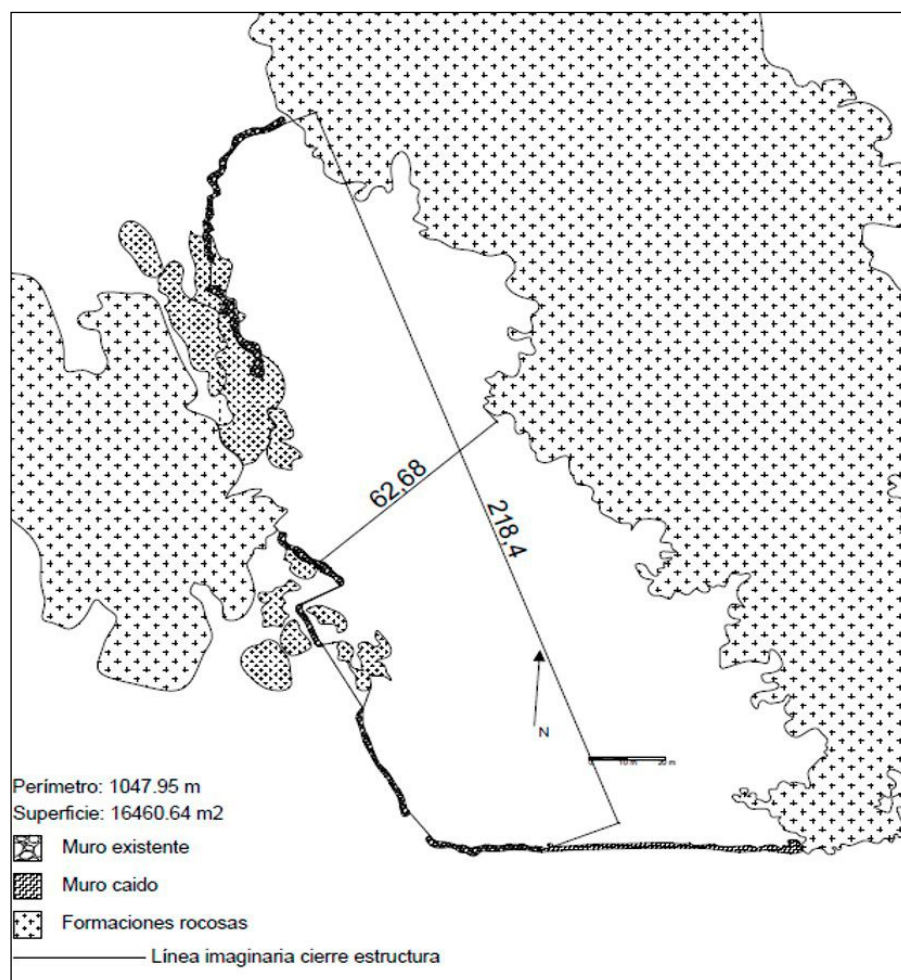 62,68
218,4
N
0 10 m 20 m
Perímetro: 1047.95 m
Superficie: 16460.64 m2
Muro existente
Muro caido
Formaciones rocosas
Línea imaginaria cierre estructura